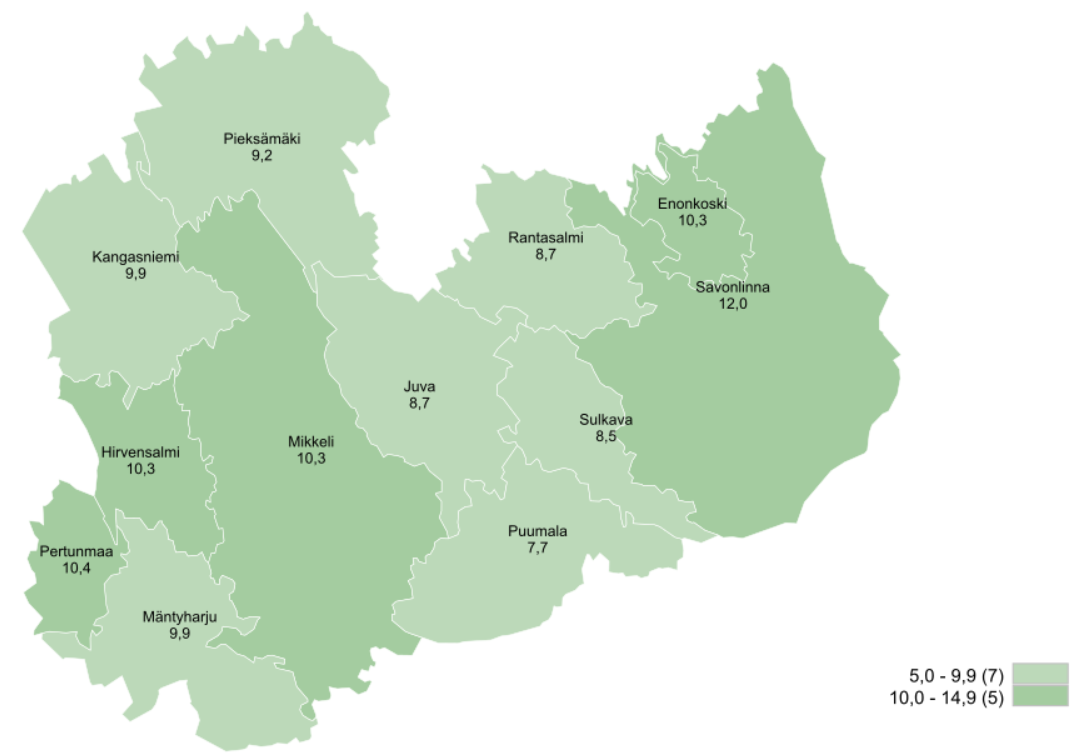 Pieksämäki
9,2
Enonkoski
10,3
Rantasalmi
8,7
Kangasniemi
9,9
Savonlinna
12,0
Juva
8,7
Sulkava
8,5
Mikkeli
10,3
Hirvensalmi
10,3
Puumala
7,7
Pertunmaa
10,4
Mäntyharju
9,9
5,0 - 9,9 (7)
10,0 - 14,9 (5)